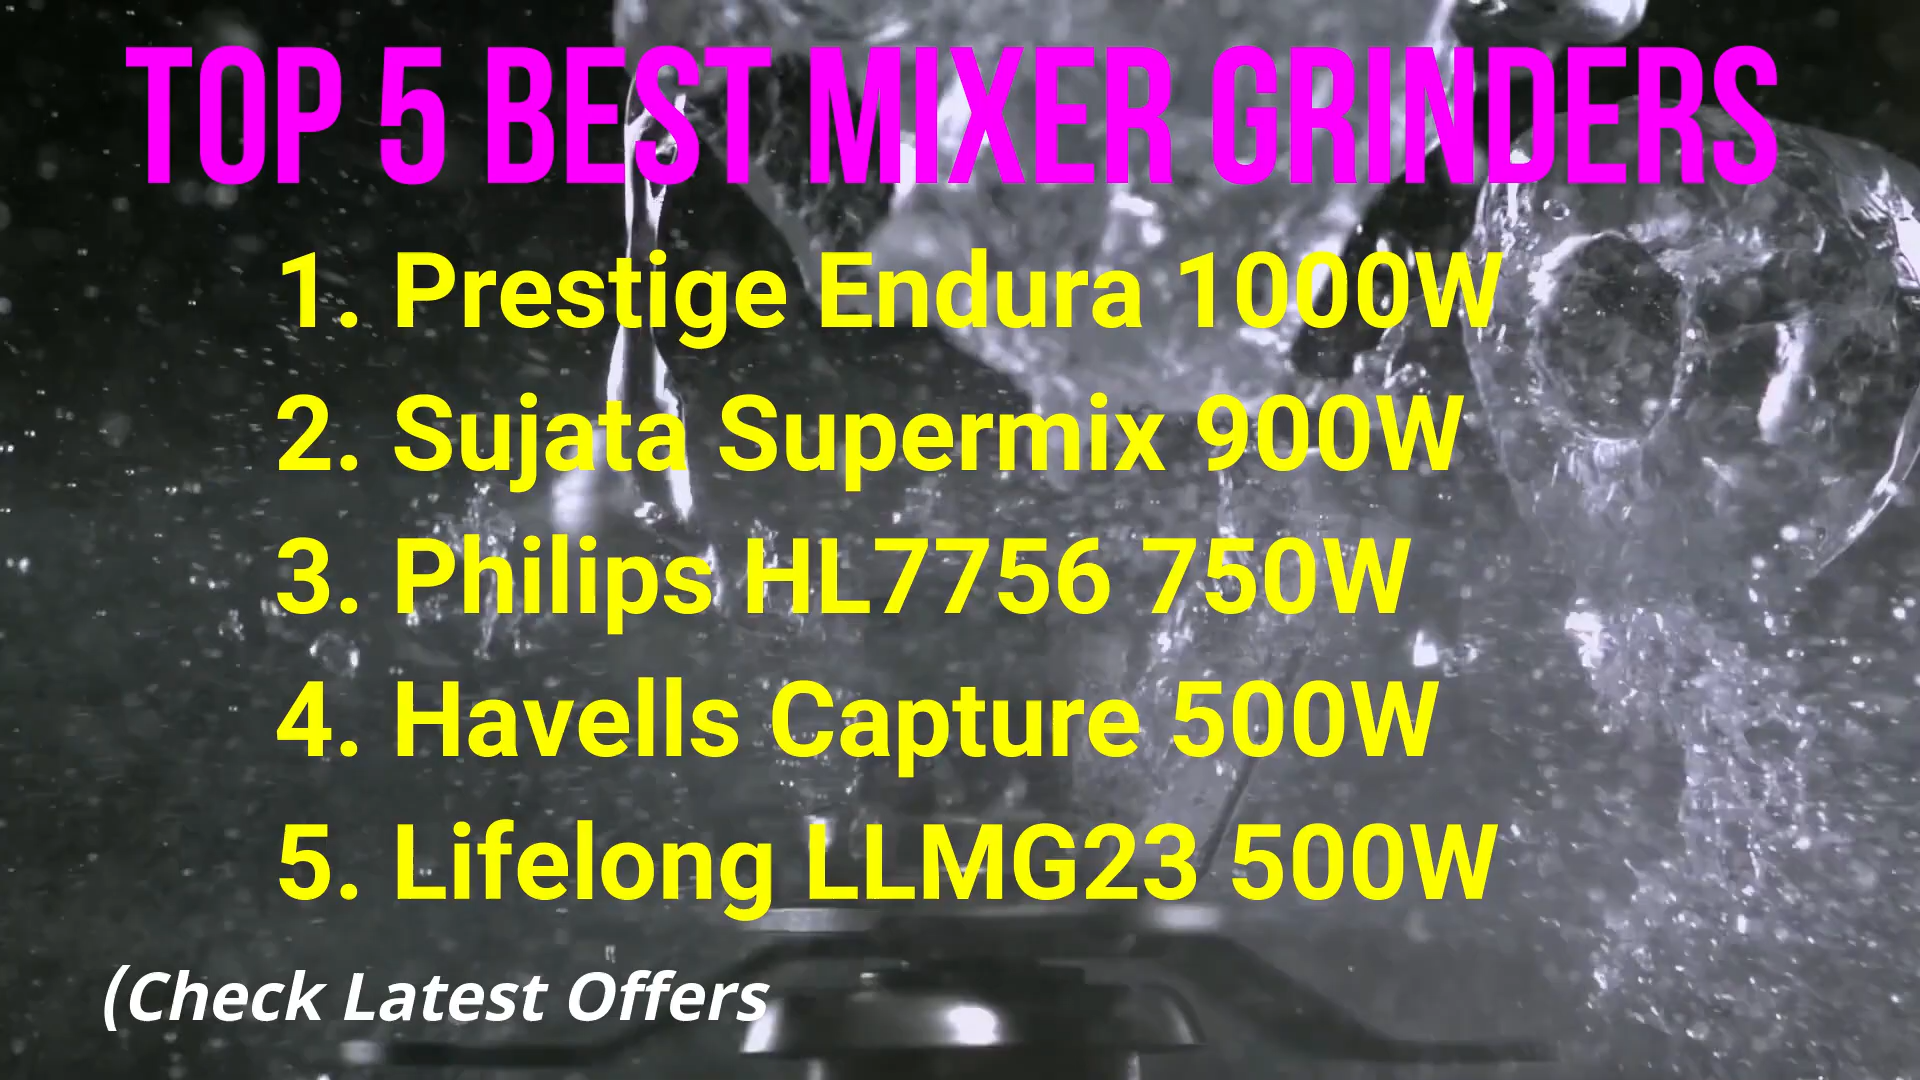 TOP 5 BEST MIXER GRINDERS
1. Prestige Endura 1000W
2. Sujata Supermix 900W
3. Philips HL7756 750W
4. Havells Capture 500W
5. Lifelong LLMG23 500W
(Check Latest Offers